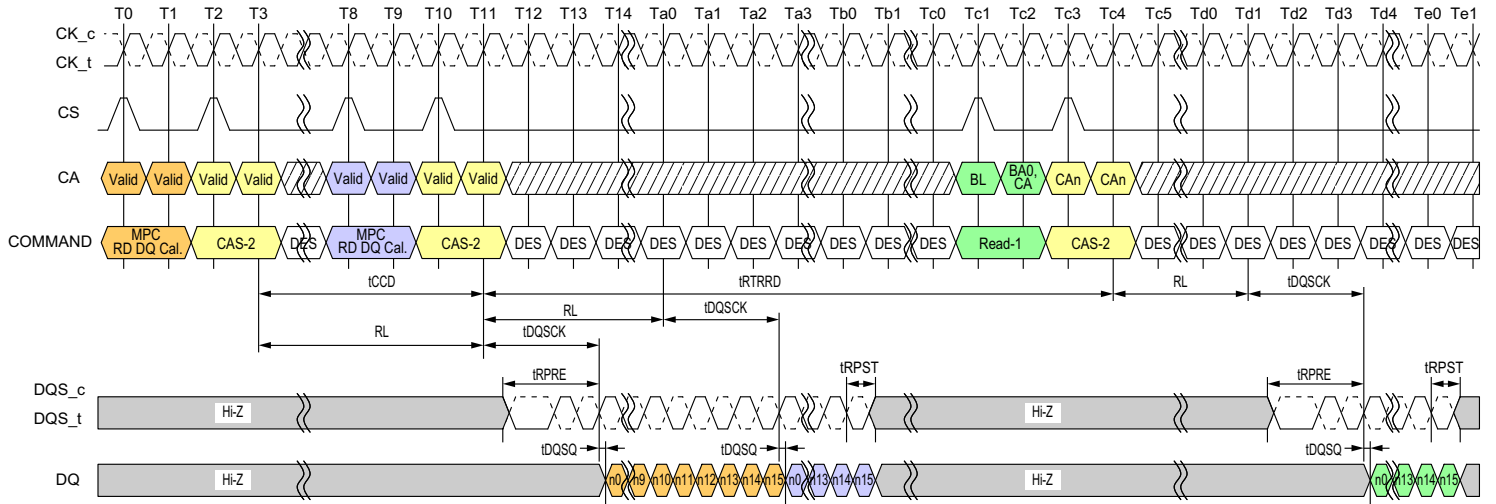 T0 T1 T2 T3 T8 T9 T10 T11 T12 T13 T14 Ta0 Ta1 Ta2 Ta3 Tb0 Tb1 Tc0 Tc1 Tc2 Tc3 Tc4 Tc5 Td0 Td1 Td2 Td3 Td4 Te0 Te1
CK_c
CK_t
CS
CA Valid Valid Valid Valid Valid Valid Valid Valid BL BA0, CA CAn CAn
COMMAND MPC RD DQ Cal. CAS-2 DES MPC RD DQ Cal. CAS-2 DES DES DES DES DES DES DES DES DES DES Read-1 CAS-2 DES DES DES DES DES DES DES DES
tCCD tRTRRD RL tDQSCK
RL tDQSCK
RL tDQSCK
tRPRE tRPST tRPRE tRPST
DQS_c
DQS_t Hi-Z Hi-Z
tDQSQ tDQSQ tDQSQ
DQ Hi-Z n0 n9 n10 n11 n12 n13 n14 n15 n0 n13 n14 n15 Hi-Z n0 n13 n14 n15